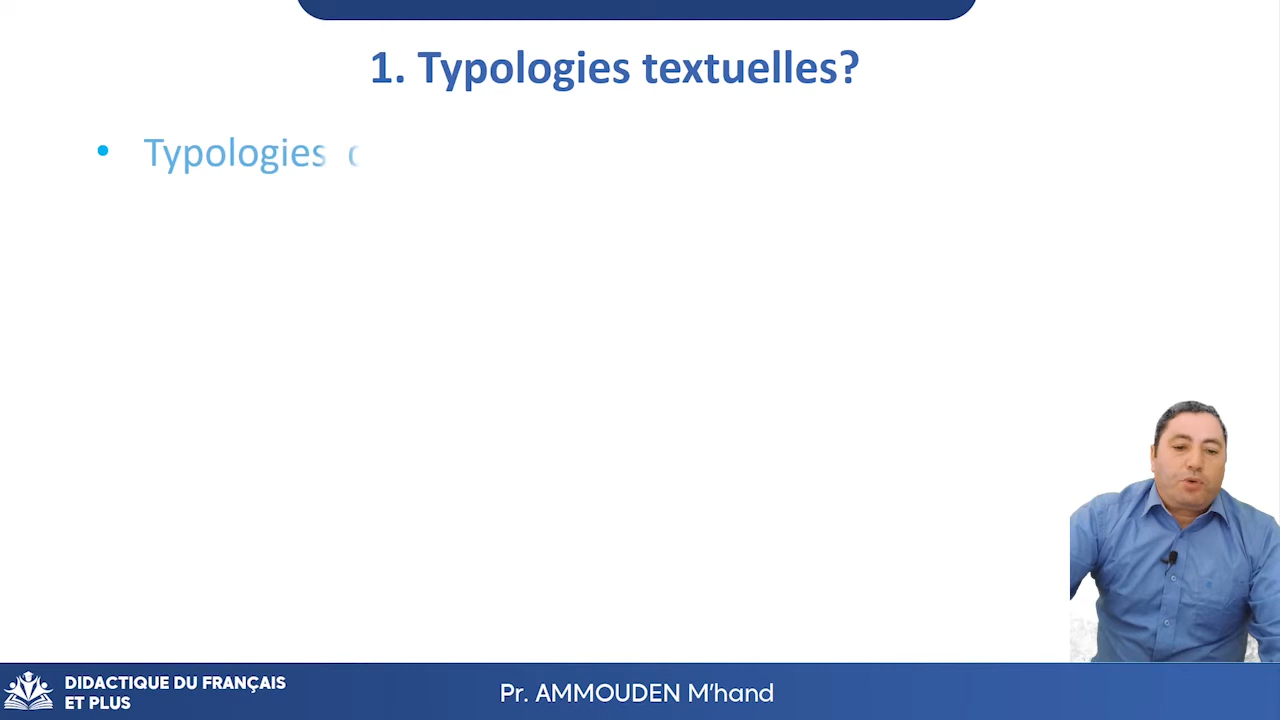 1. Typologies textuelles?
• Typologies
DIDACTIQUE DU FRANÇAIS
ET PLUS
Pr. AMMOUDEN M'hand